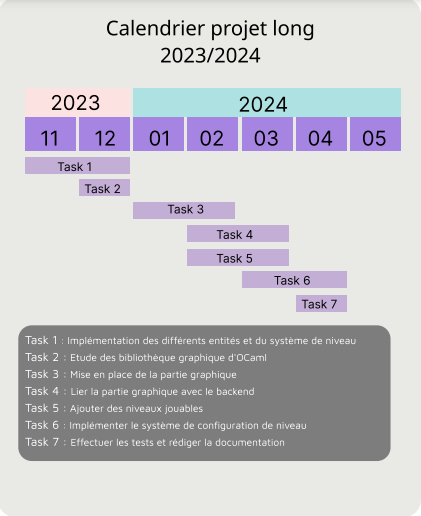 Calendrier projet long
2023/2024
2023 2024
11 12 01 02 03 04 05
Task 1
Task 2
Task 3
Task 4
Task 5
Task 6
Task 7
Task 1 : Implémentation des différents entités et du système de niveau
Task 2 : Etude des bibliothèque graphique d'OCaml
Task 3 : Mise en place de la partie graphique
Task 4 : Lier la partie graphique avec le backend
Task 5 : Ajouter des niveaux jouables
Task 6 : Implémenter le système de configuration de niveau
Task 7 : Effectuer les tests et rédiger la documentation